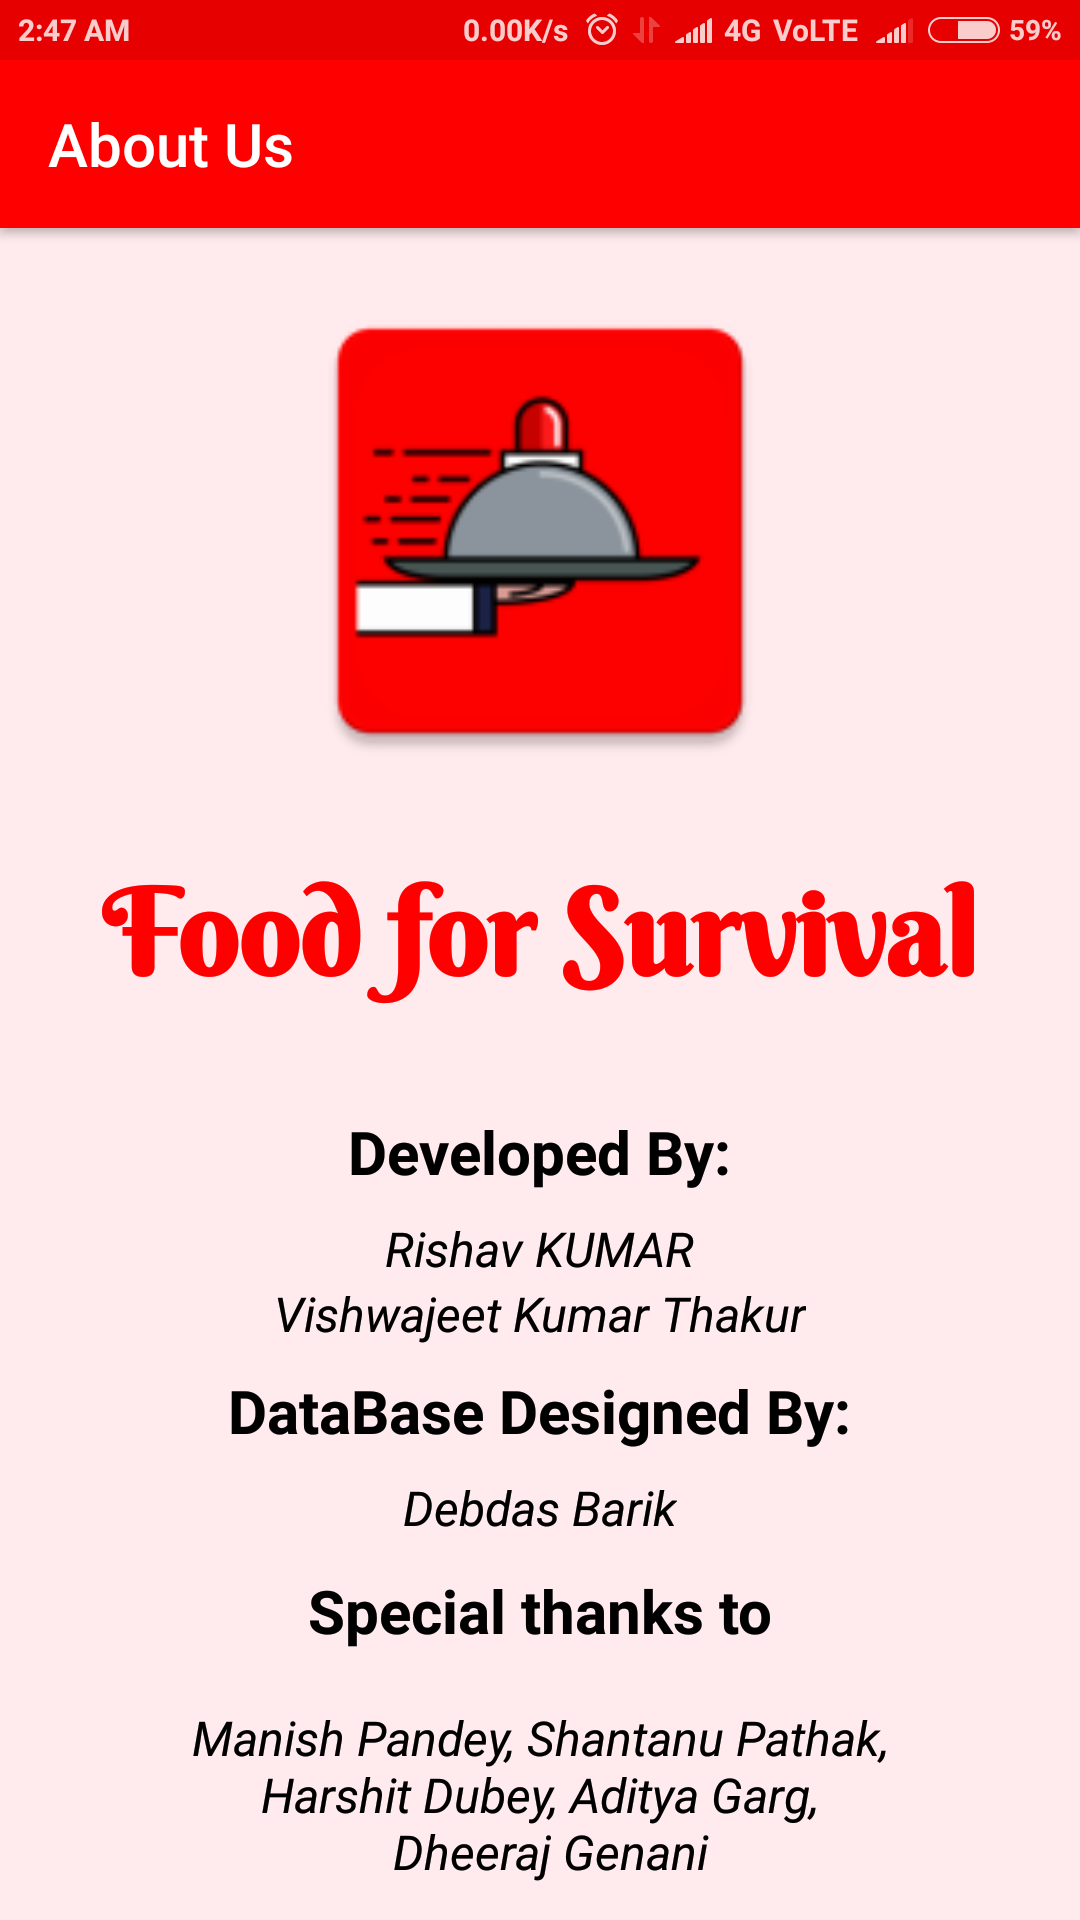 2:47 AM 0.00K/s 4G VoLTE 59%
About Us
Food for Survival
Developed By:
Rishav KUMAR
Vishwajeet Kumar Thakur
DataBase Designed By:
Debdas Barik
Special thanks to
Manish Pandey, Shantanu Pathak,
Harshit Dubey, Aditya Garg,
Dheeraj Genani